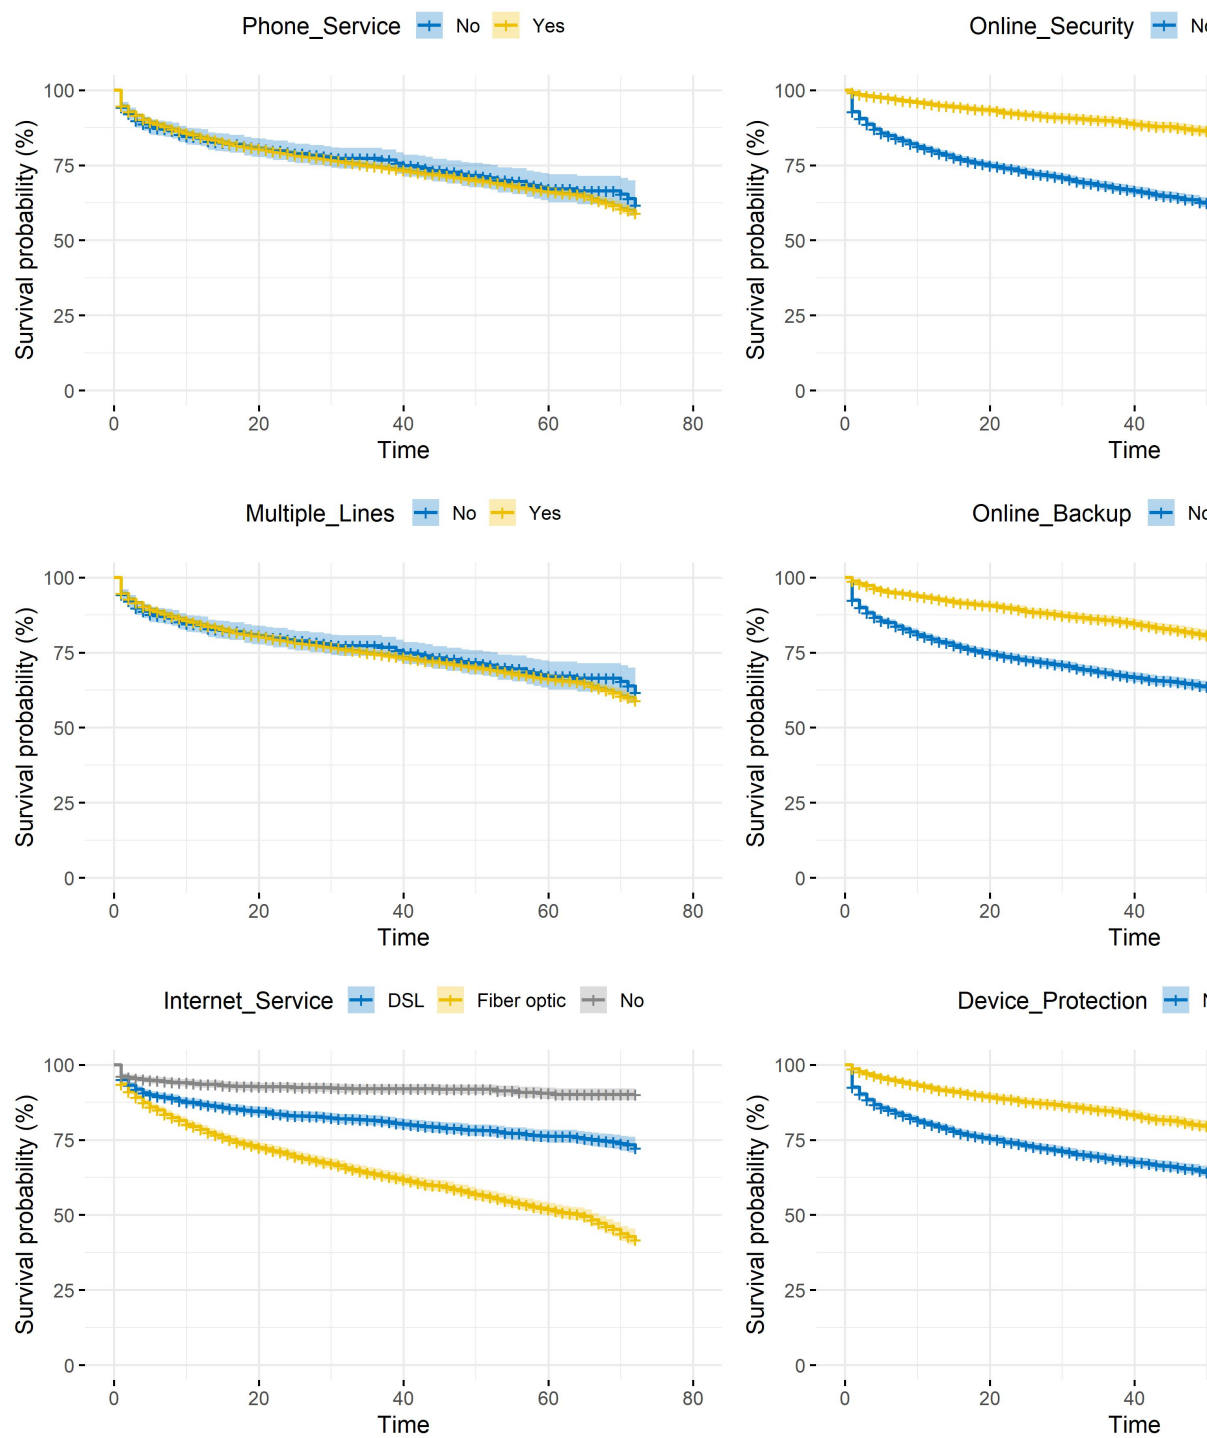 Phone_Service No Yes
Survival probability (%)
100
75
50
25
0
0 20 40 60 80
Time
Online_Security No
Survival probability (%)
100
75
50
25
0
0 20 40
Time
Multiple_Lines No Yes
Survival probability (%)
100
75
50
25
0
0 20 40 60 80
Time
Online_Backup No
Survival probability (%)
100
75
50
25
0
0 20 40
Time
Internet_Service DSL Fiber optic No
Survival probability (%)
100
75
50
25
0
0 20 40 60 80
Time
Device_Protection N
Survival probability (%)
100
75
50
25
0
0 20 40
Time